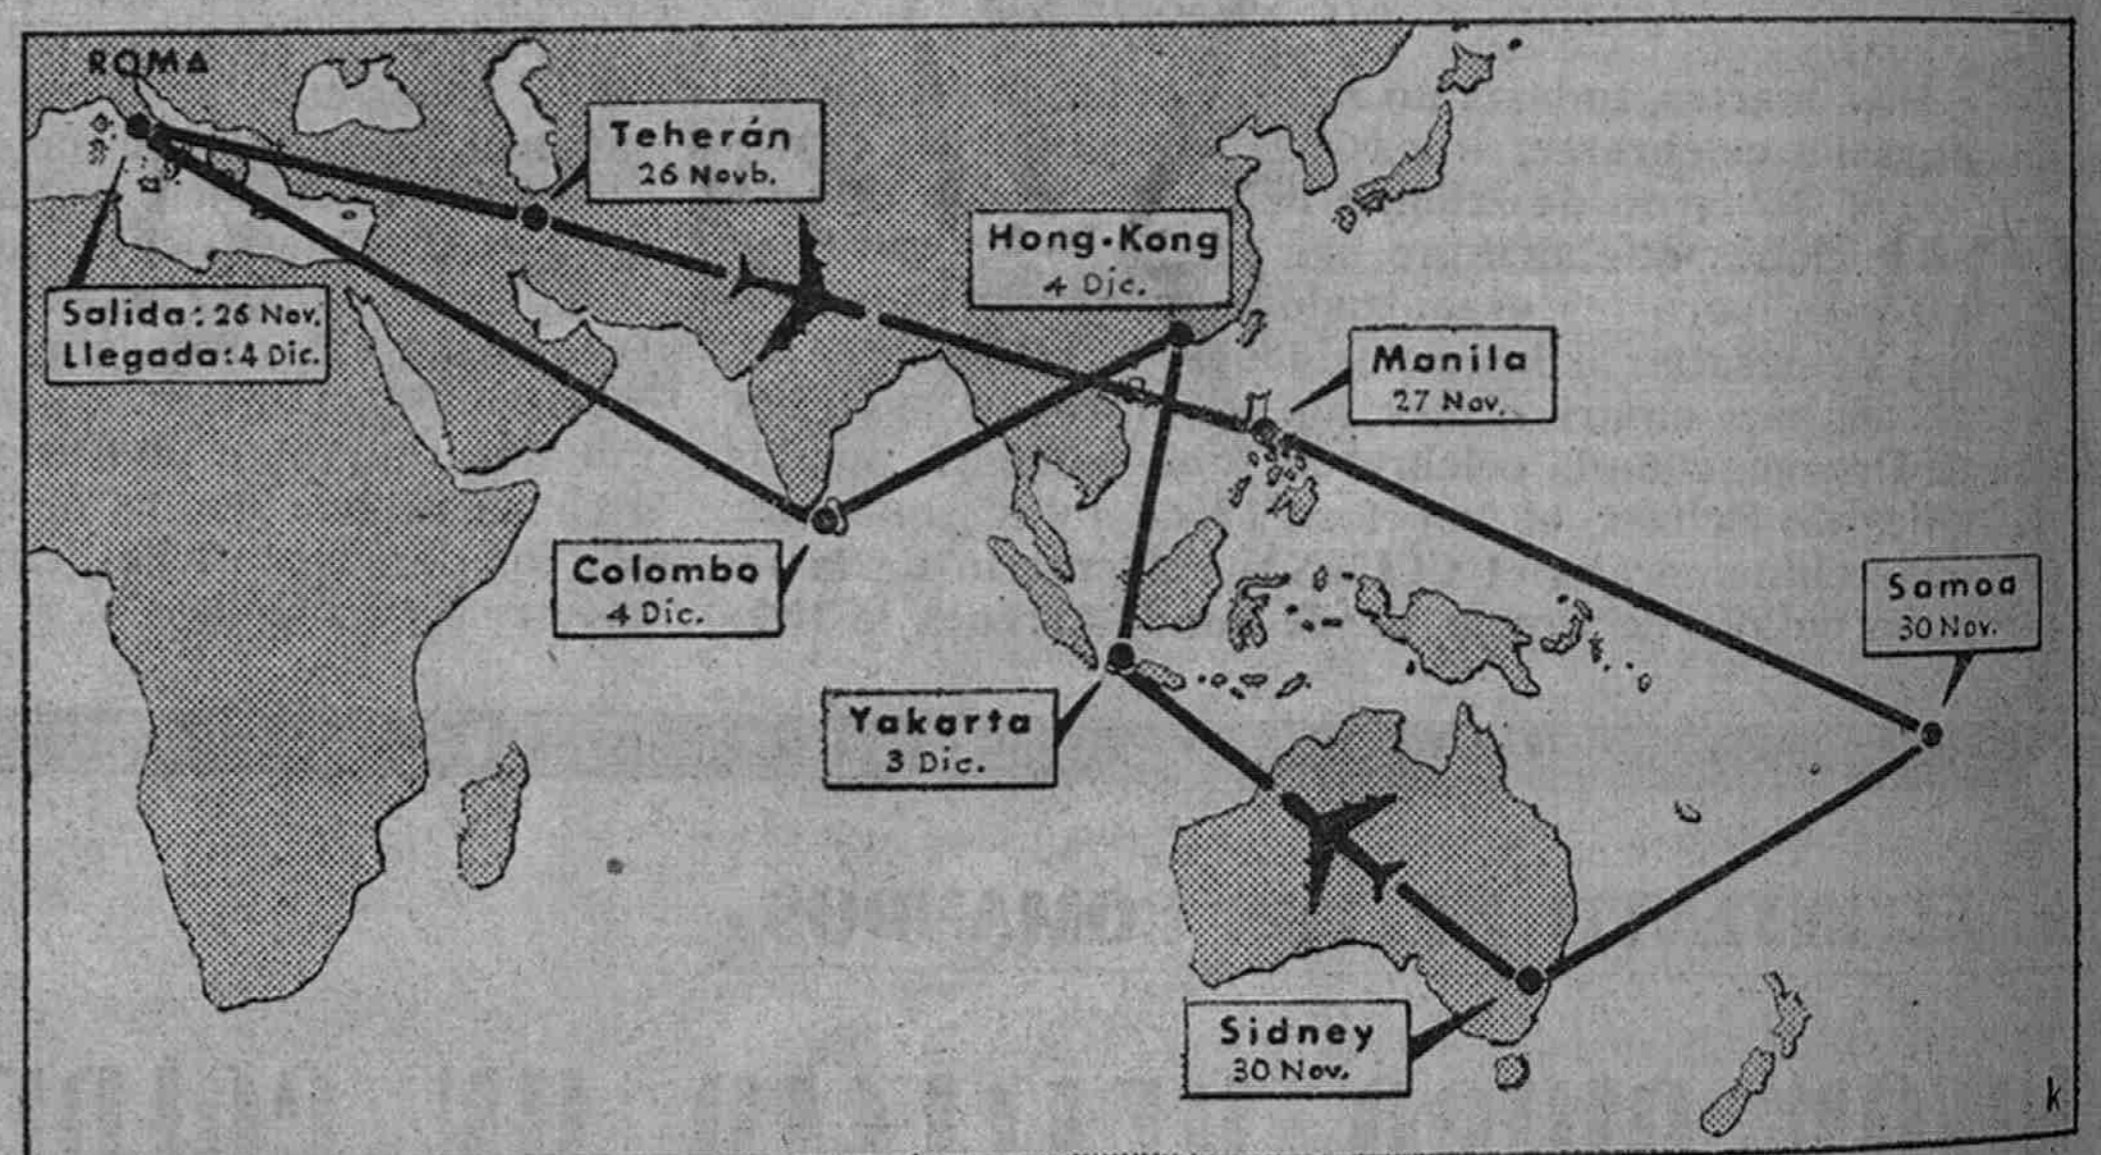 ROMA
Teherán
26 Novb.
Hong-Kong
4 Dic.
Salida: 26 Nov.
Llegada: 4 Dic.
Manila
27 Nov.
Colombo
4 Dic.
Samoa
30 Nov.
Yakarta
3 Dic.
Sidney
30 Nov.
k